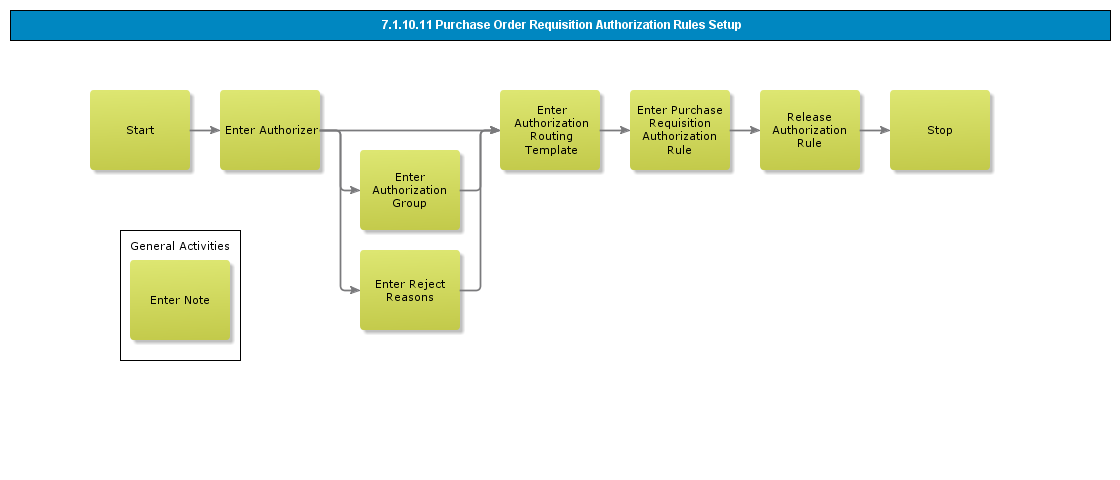 7.1.10.11 Purchase Order Requisition Authorization Rules Setup
Start
Enter Authorizer
Enter
Authorization
Routing
Template
Enter Purchase
Requisition
Authorization
Rule
Release
Authorization
Rule
Stop
Enter
Authorization
Group
Enter Reject
Reasons
General Activities
Enter Note